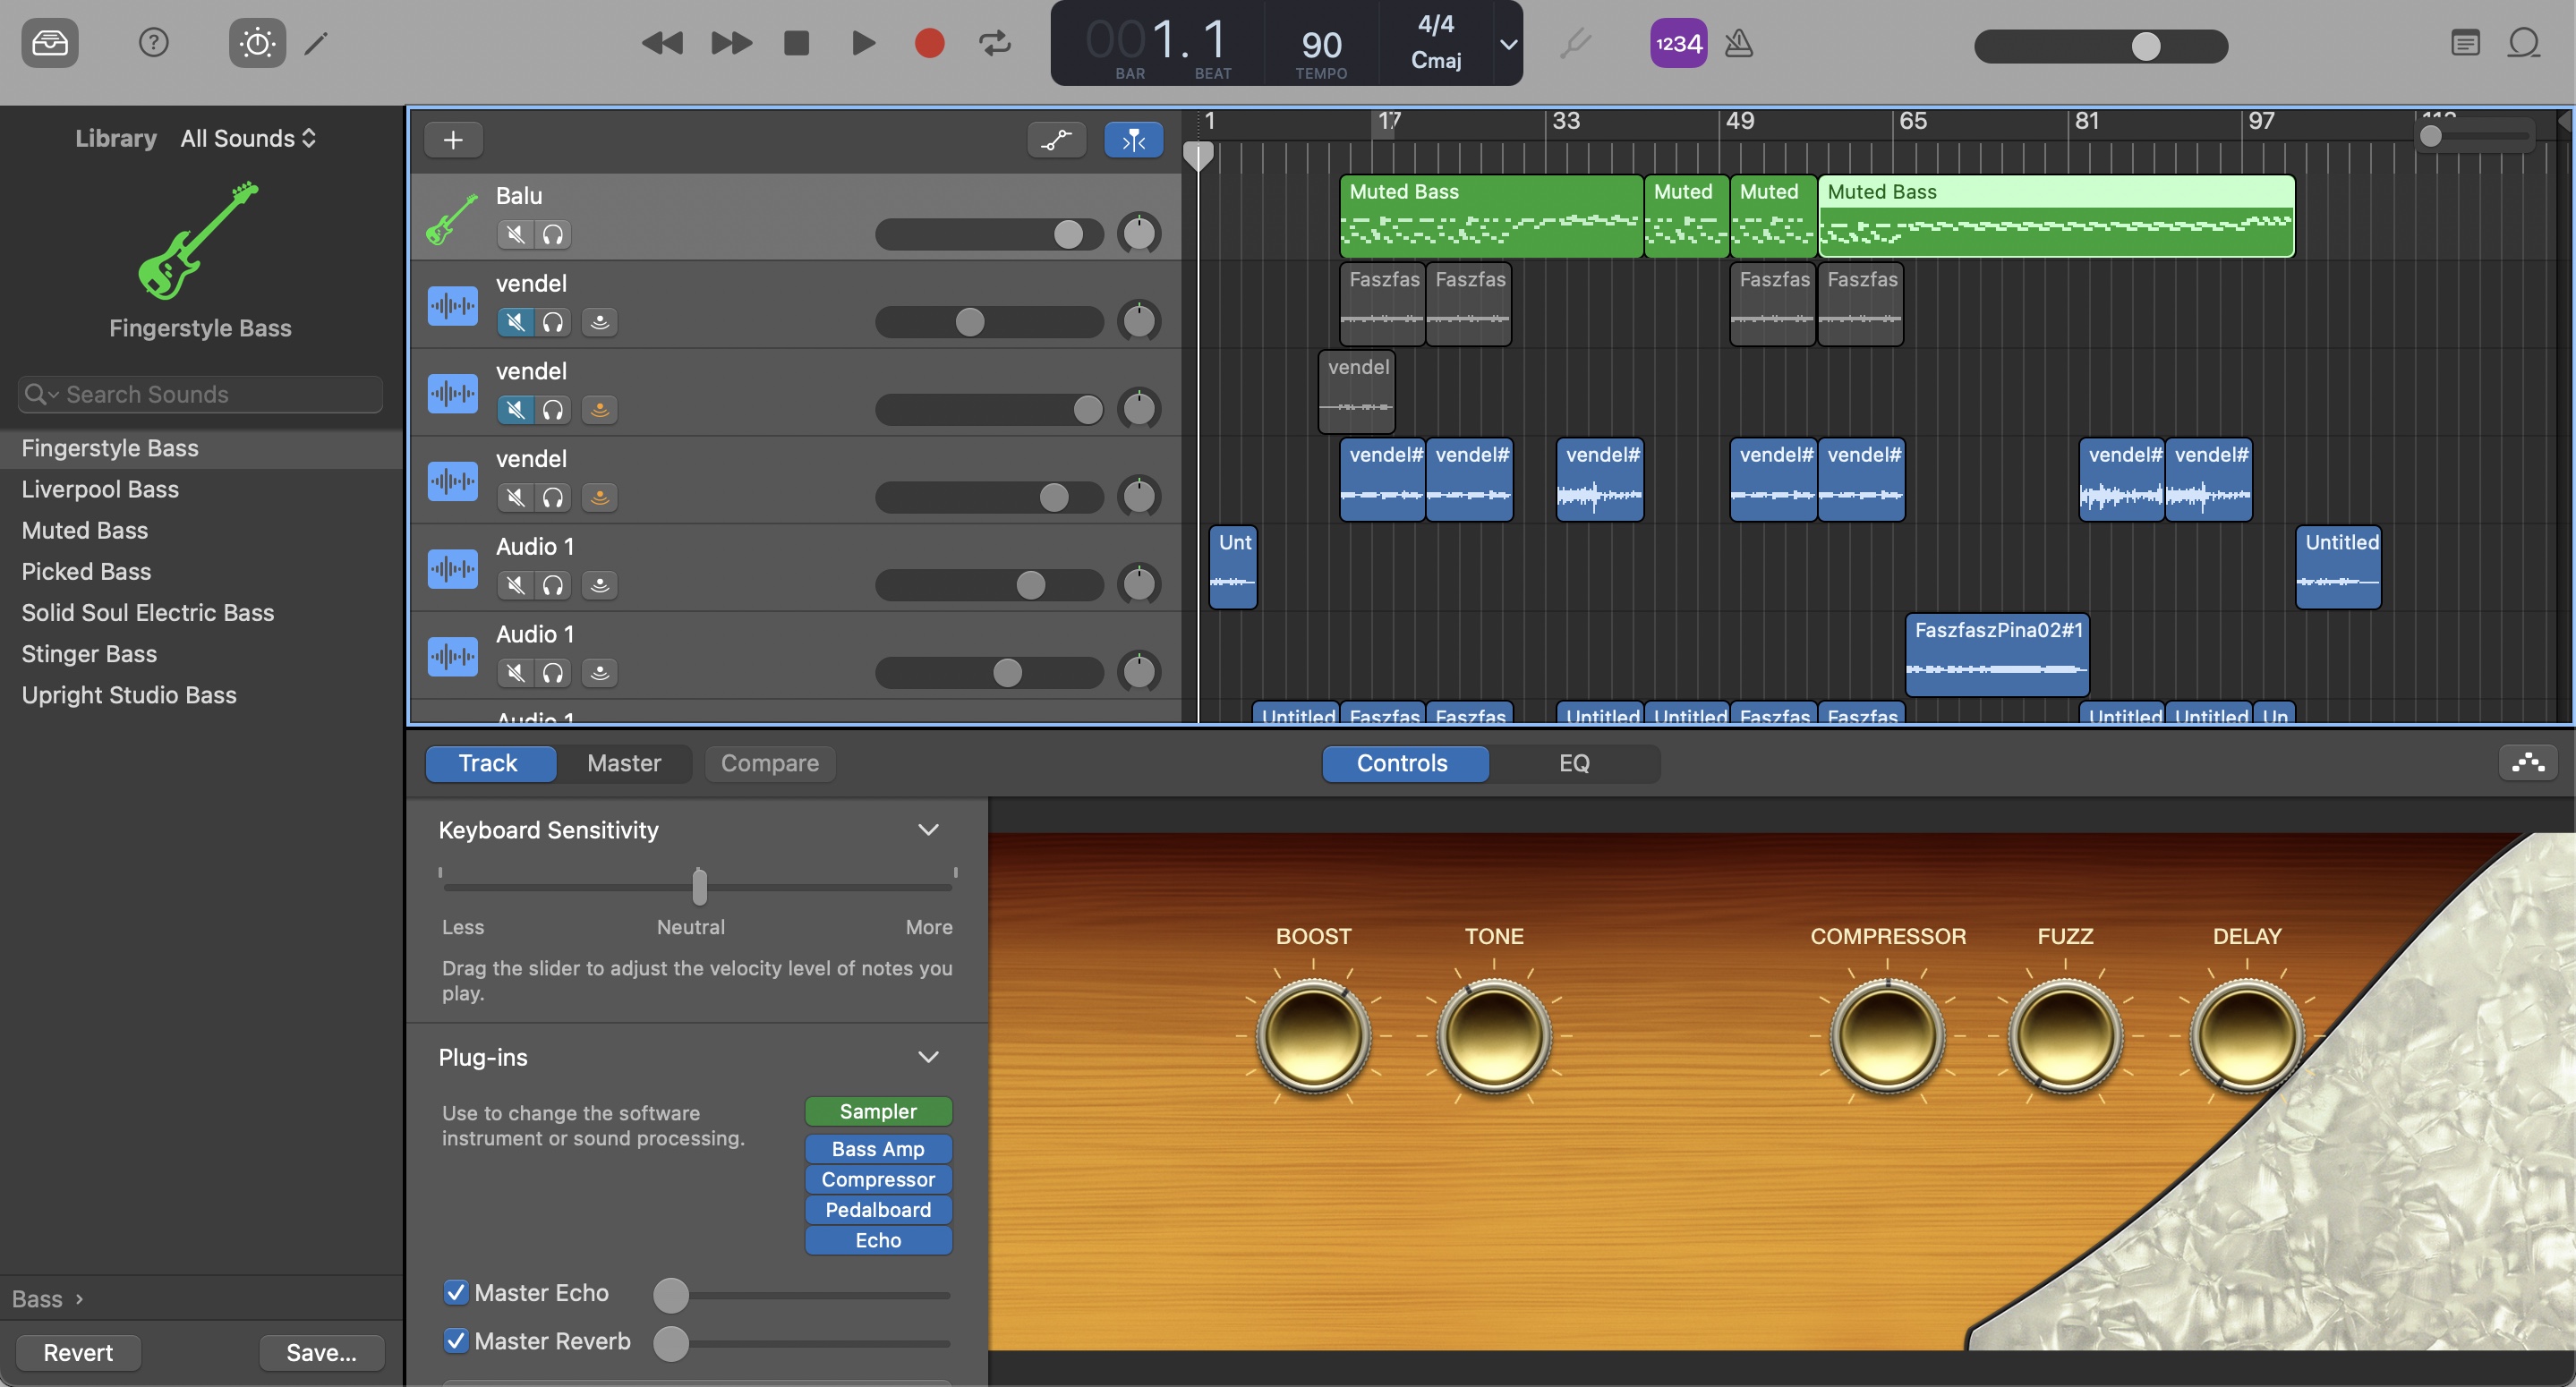 001. 1
BAR
BEAT
90
TEMPO
4/4
Cmaj
1234
Library All Sounds
Fingerstyle Bass
Search Sounds
Fingerstyle Bass
Liverpool Bass
Muted Bass
Picked Bass
Solid Soul Electric Bass
Stinger Bass
Upright Studio Bass
Bass ›
Revert
Save...
1 17 33 49 65 81 97 113
Balu
Muted Bass
Muted
Muted
Muted Bass
vendel
Faszfas
Faszfas
Faszfas
Faszfas
vendel
vendel
vendel
vendel#
vendel#
vendel#
vendel#
vendel#
vendel#
vendel#
Audio 1
Unt
Untitled
Audio 1
FaszfaszPina02#1
Audio 1
Untitled
Faszfas
Faszfas
Untitled
Untitled
Faszfas
Faszfas
Untitled
Untitled
Un
Track
Master
Compare
Controls
EQ
Keyboard Sensitivity
Less
Neutral
More
Drag the slider to adjust the velocity level of notes you
play.
Plug-ins
Use to change the software
instrument or sound processing.
Sampler
Bass Amp
Compressor
Pedalboard
Echo
Master Echo
Master Reverb
BOOST
TONE
COMPRESSOR
FUZZ
DELAY